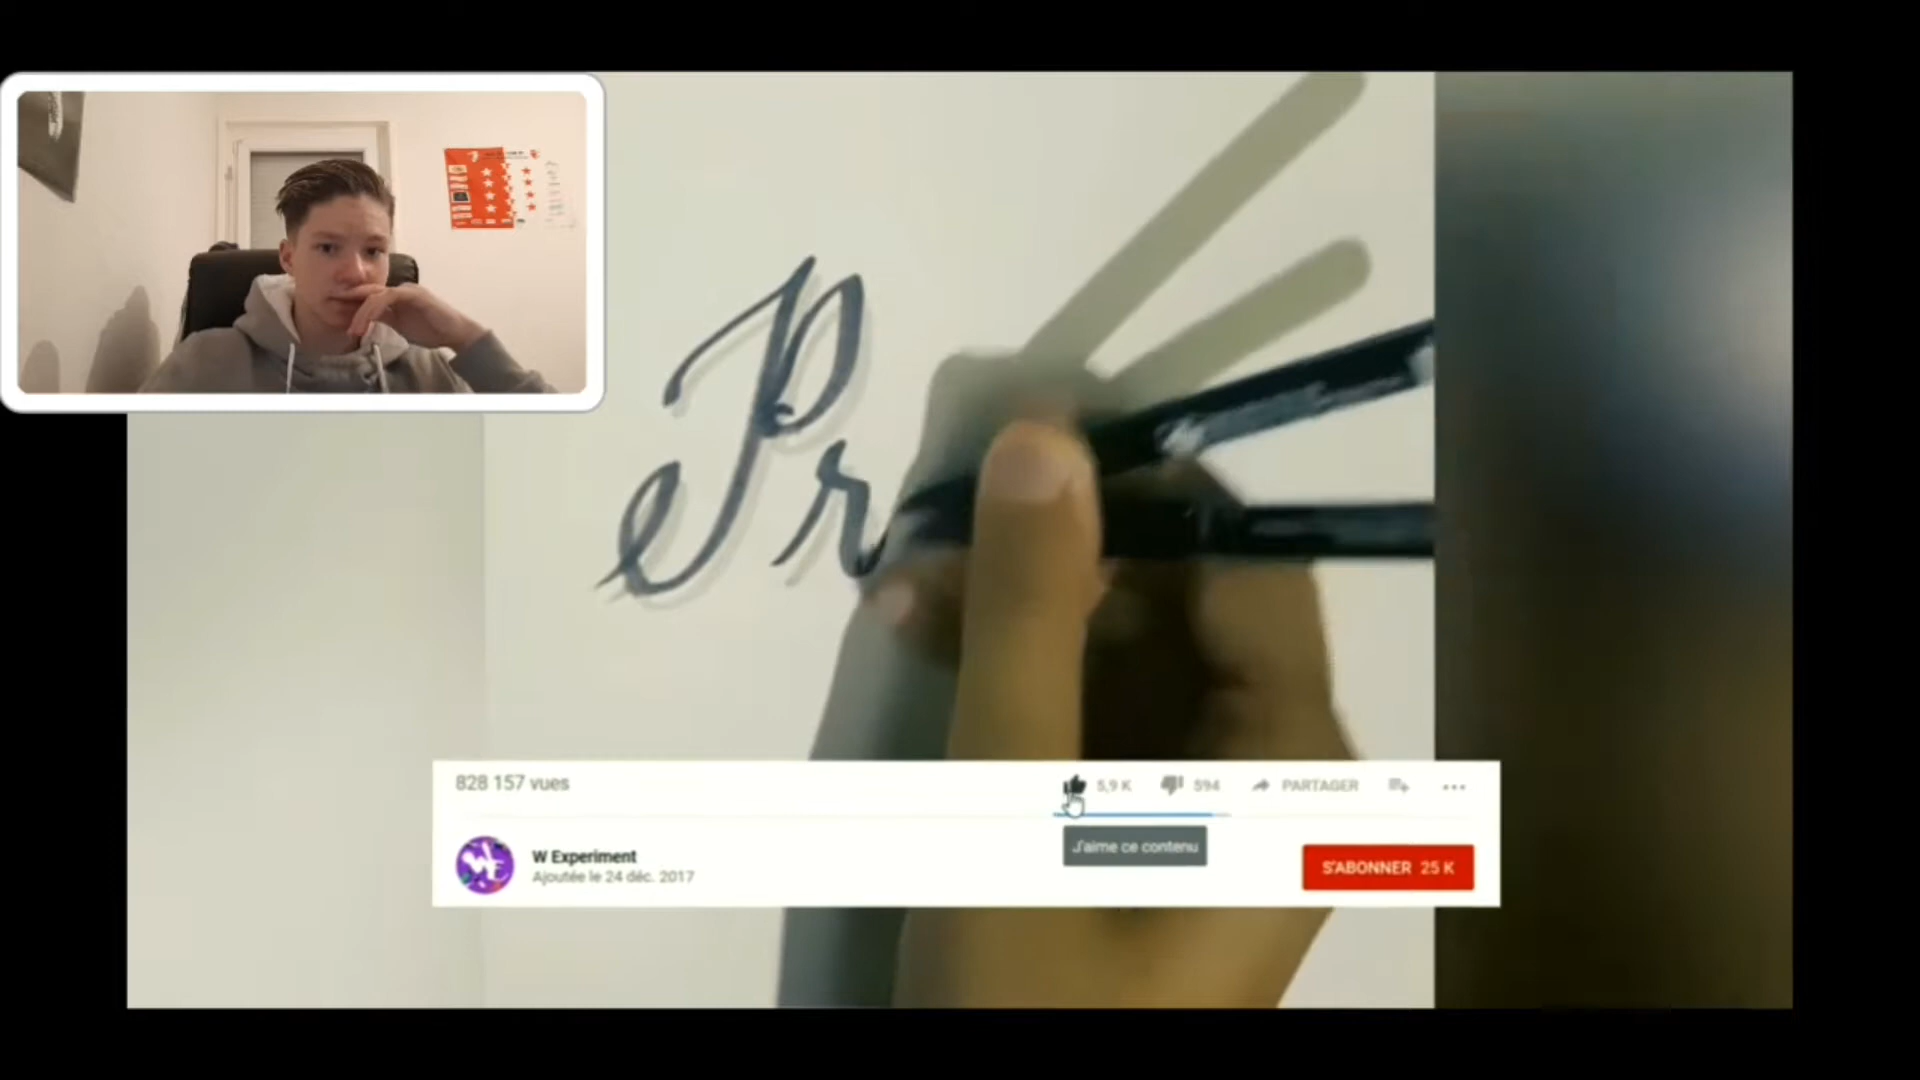 Pr
828 157 vues
5,9 K
594
PARTAGER
J'aime ce contenu
W Experiment
Ajoutée le 24 déc. 2017
S'ABONNER 25 K